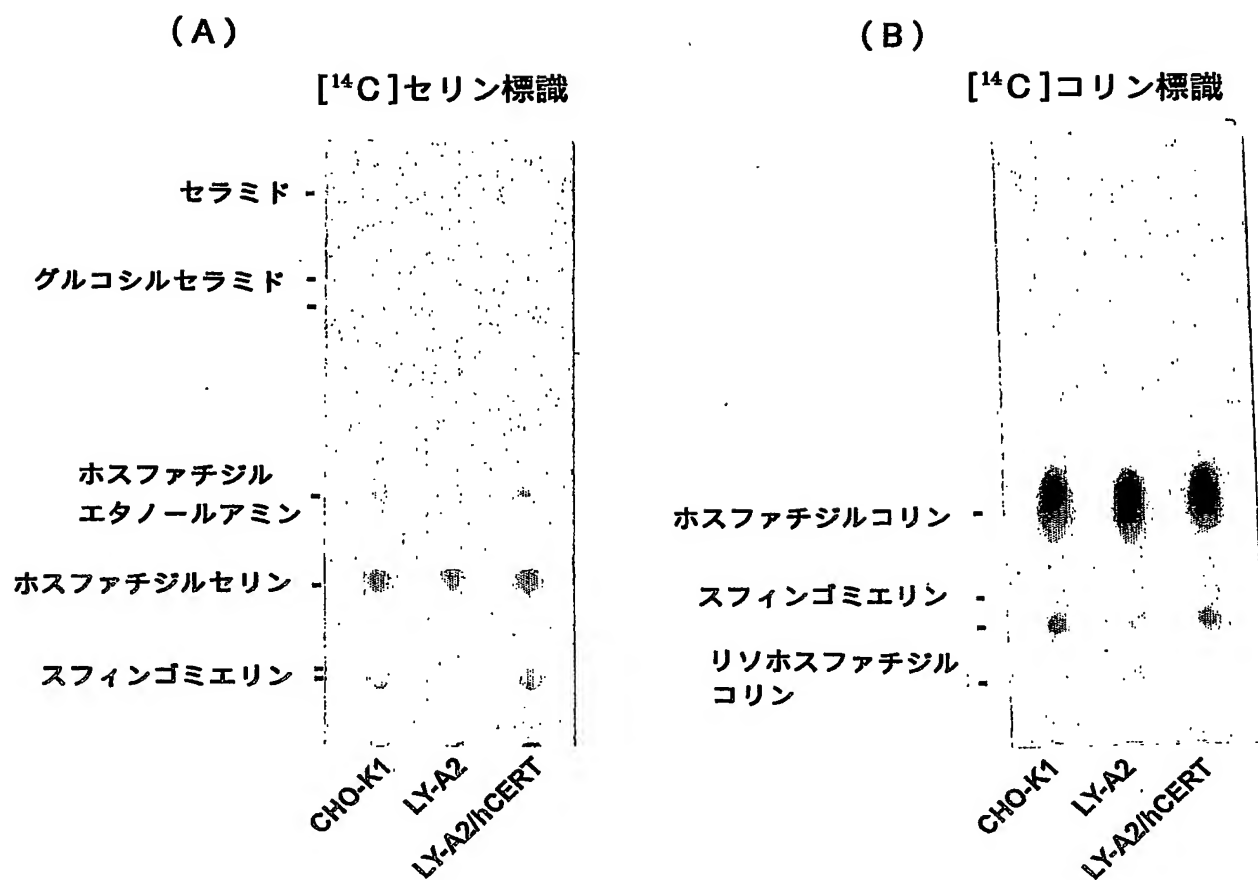 (A)
[¹⁴C]セリン標識
セラミド
グルコシルセラミド
ホスファチジル
エタノールアミン
ホスファチジルセリン
スフィンゴミエリン
CHO-K1
LY-A2
LY-A2/hCERT
(B)
[¹⁴C]コリン標識
ホスファチジルコリン
スフィンゴミエリン
リソホスファチジル
コリン
CHO-K1
LY-A2
LY-A2/hCERT